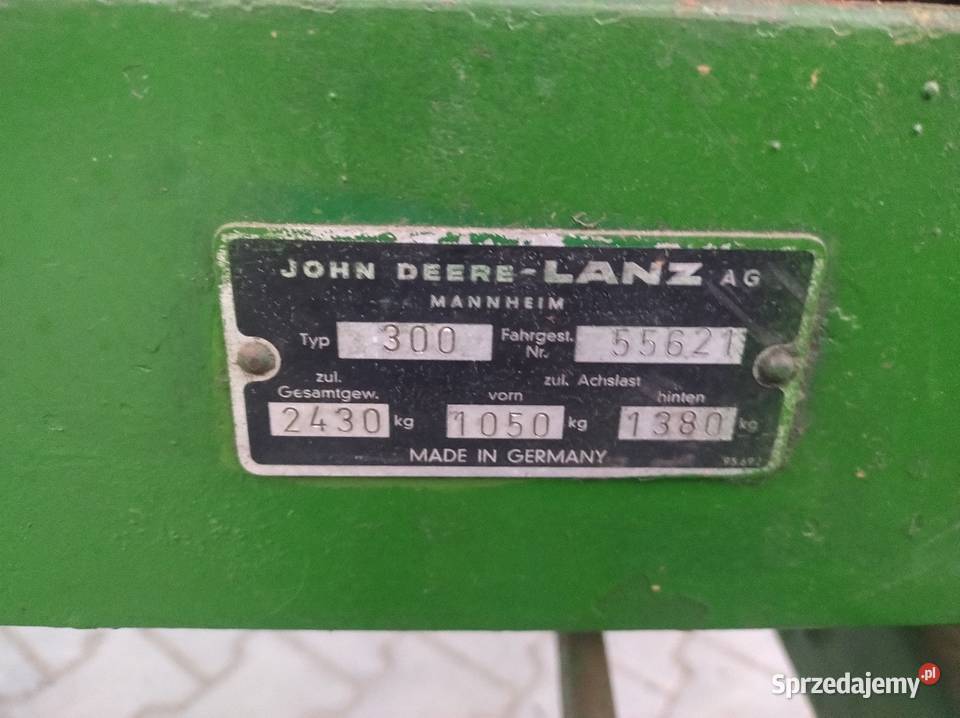 JOHN DEERE-LANZ AG
MANNHEIM
Typ 300 Fahrgest. Nr. 55621
zul. Gesamtgew. zul. Achslast
vorn hinten
2430 kg 1050 kg 1380 kg
MADE IN GERMANY
Sprzedajemy.pl